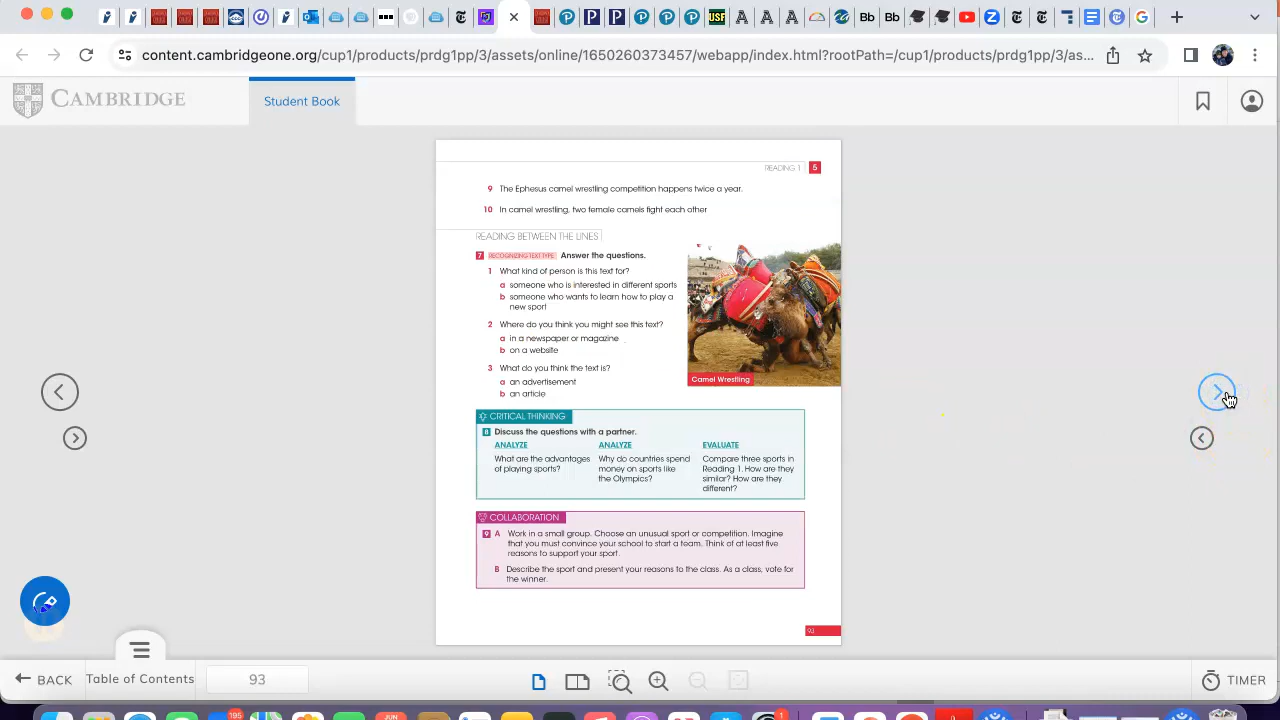 content.cambridgeone.org/cup1/products/prdg1pp/3/assets/online/1650260373457/webapp/index.html?rootPath=/cup1/products/prdg1pp/3/as...
CAMBRIDGE
Student Book
READING 1 5
9 The Ephesus camel wrestling competition happens twice a year.
10 In camel wrestling, two female camels fight each other
READING BETWEEN THE LINES
7 RECOGNIZING TEXT TYPE Answer the questions.
1 What kind of person is this text for?
a someone who is interested in different sports
b someone who wants to learn how to play a
new sport
2 Where do you think you might see this text?
a in a newspaper or magazine
b on a website
3 What do you think the text is?
a an advertisement
b an article
Camel Wrestling
CRITICAL THINKING
8 Discuss the questions with a partner.
ANALYZE
What are the advantages
of playing sports?
ANALYZE
Why do countries spend
money on sports like
the Olympics?
EVALUATE
Compare three sports in
Reading 1. How are they
similar? How are they
different?
COLLABORATION
9 A Work in a small group. Choose an unusual sport or competition. Imagine
that you must convince your school to start a team. Think of at least five
reasons to support your sport.
B Describe the sport and present your reasons to the class. As a class, vote for
the winner.
93
BACK
Table of Contents
93
TIMER